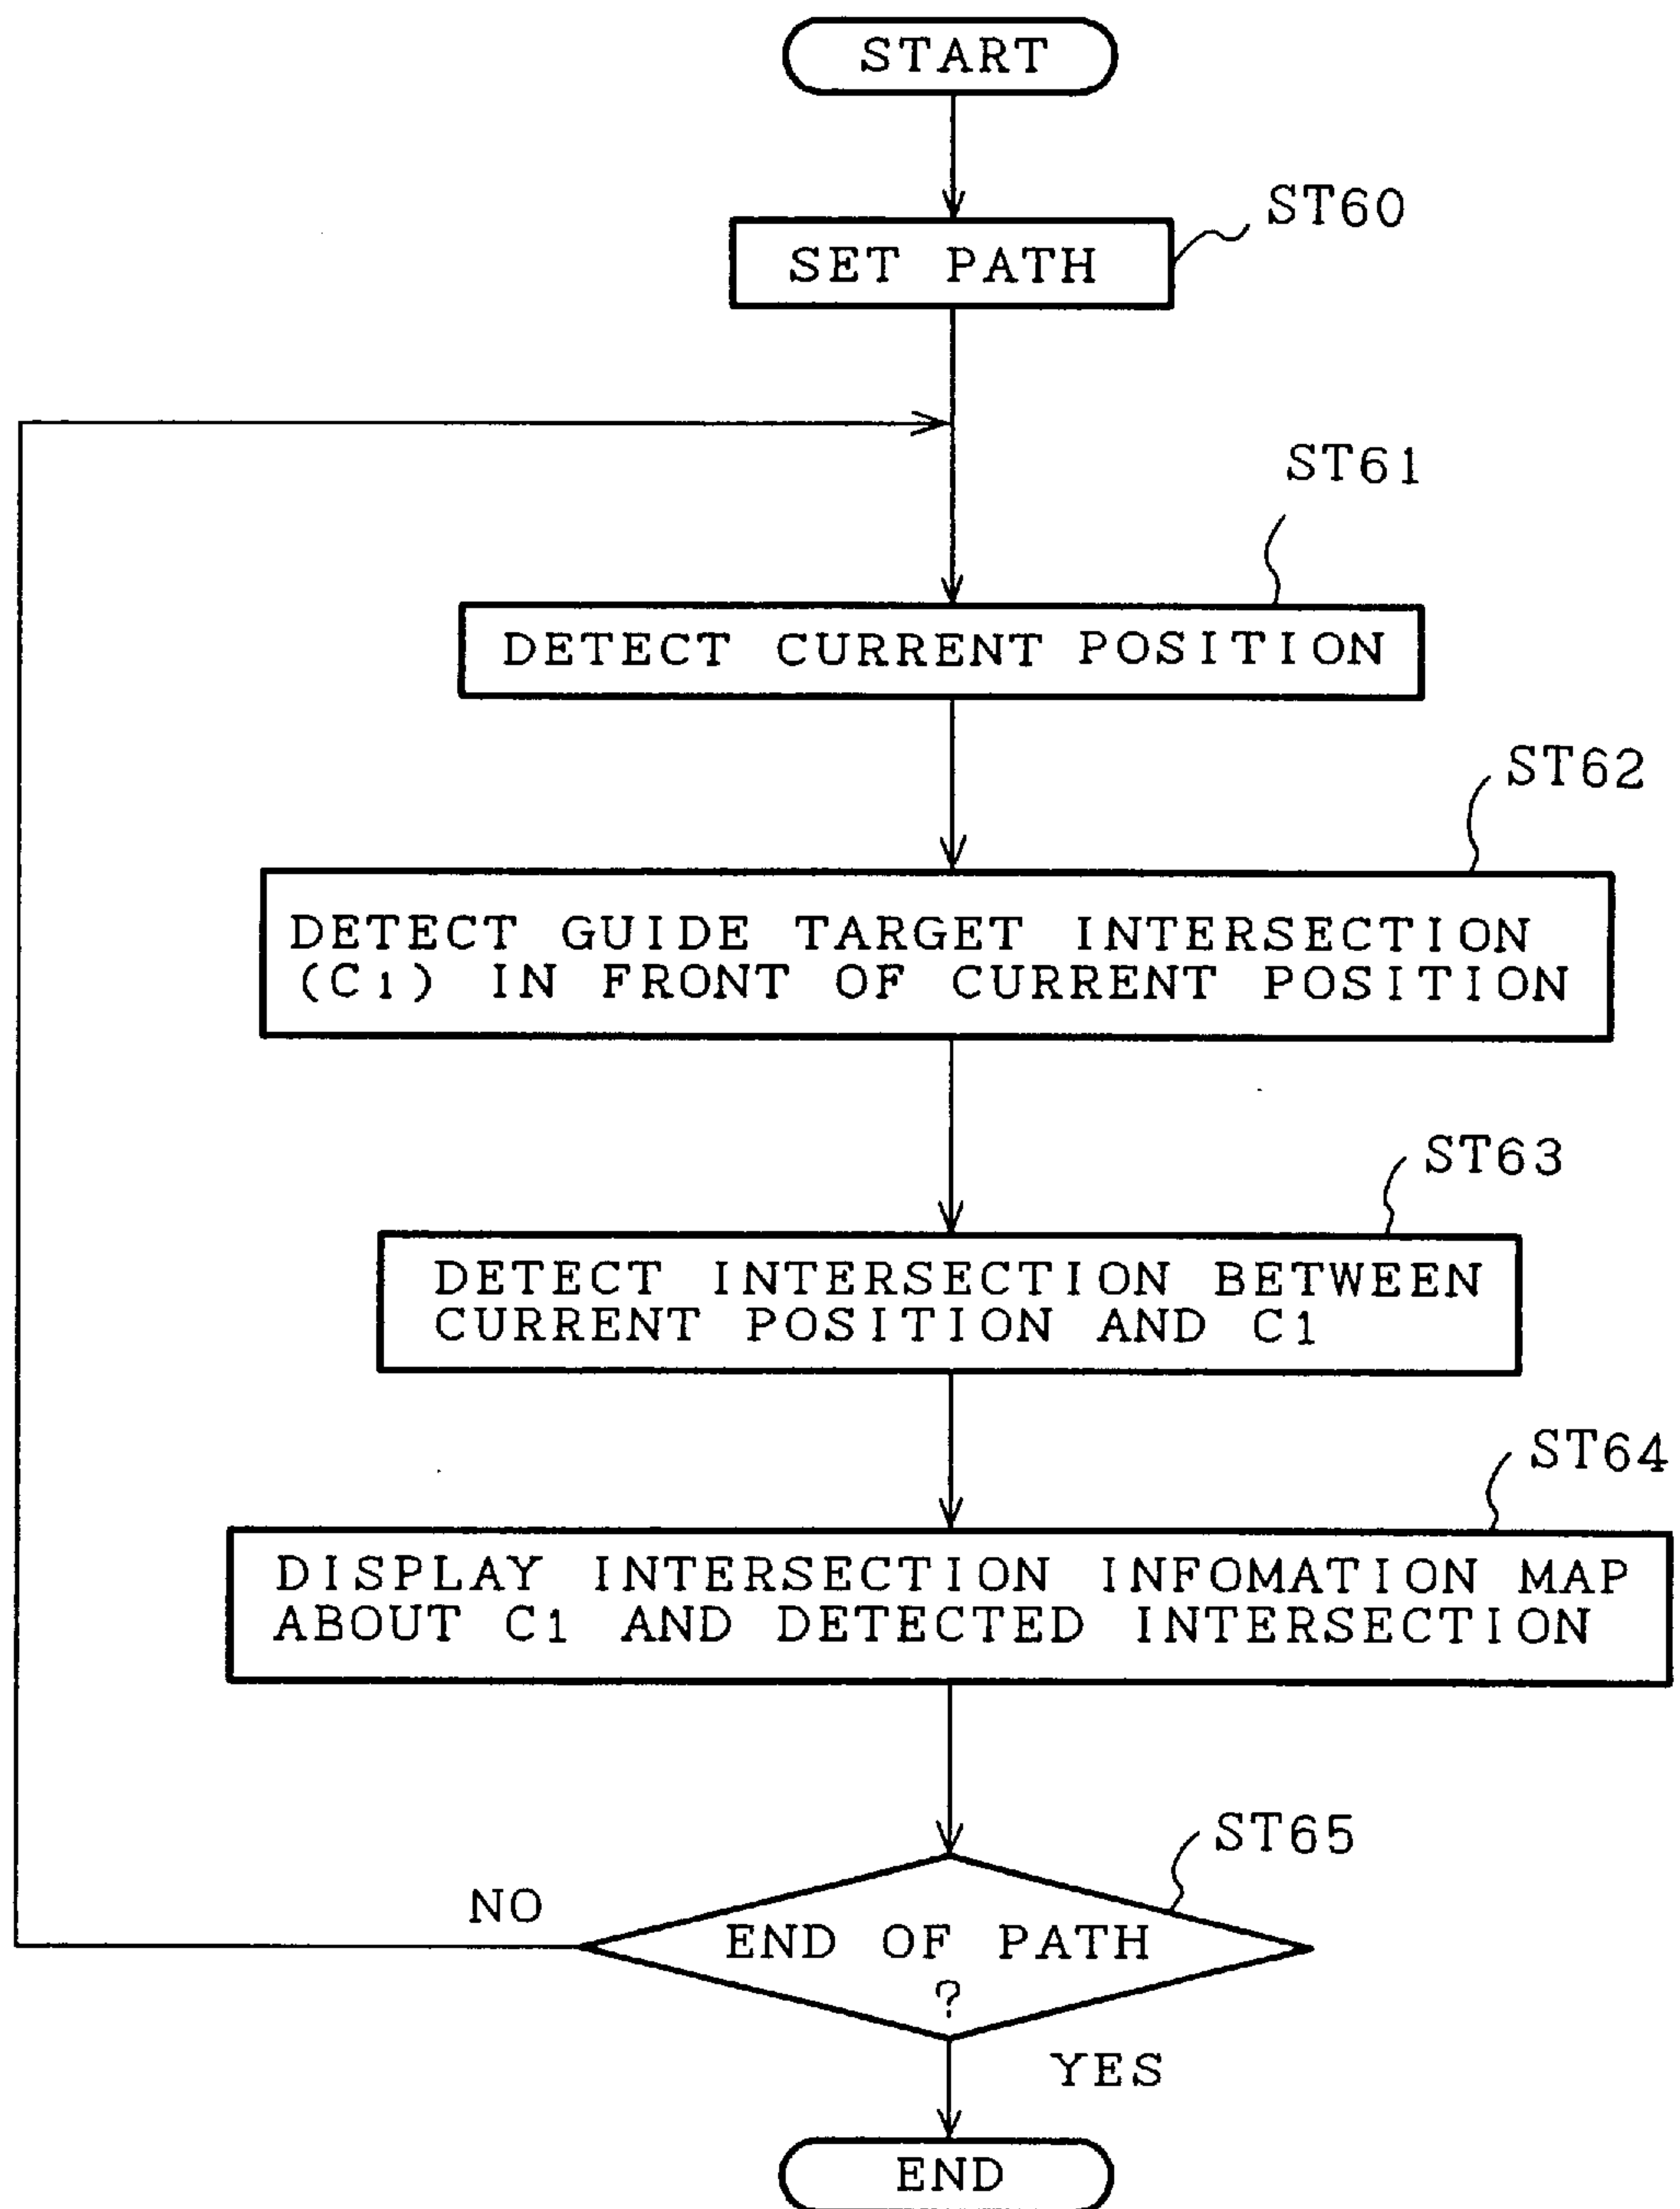 START
ST60
SET PATH
ST61
DETECT CURRENT POSITION
ST62
DETECT GUIDE TARGET INTERSECTION
(C1) IN FRONT OF CURRENT POSITION
ST63
DETECT INTERSECTION BETWEEN
CURRENT POSITION AND C1
ST64
DISPLAY INTERSECTION INFOMATION MAP
ABOUT C1 AND DETECTED INTERSECTION
ST65
NO
END OF PATH
?
YES
END